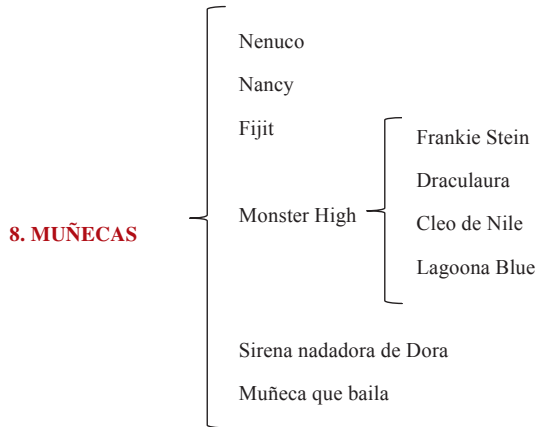 8. MUÑECAS
Nenuco
Nancy
Fijit
Monster High
Frankie Stein
Draculaura
Cleo de Nile
Lagoona Blue
Sirena nadadora de Dora
Muñeca que baila